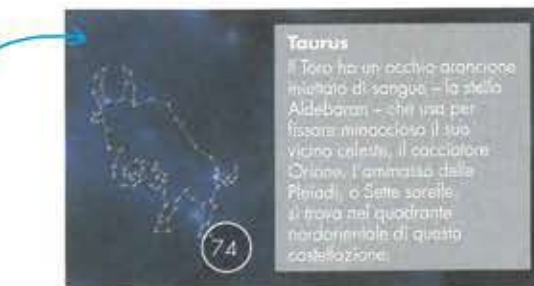 Taurus
Il Toro ha un occhio arancione
iniettato di sangue – la stella
Aldebaran – che usa per
fissare minaccioso il suo
vicino celeste, il cacciatore
Orione. L'ammasso delle
Pleiadi, o Sette sorelle
si trova nel quadrante
nordorientale di questa
costellazione.
74